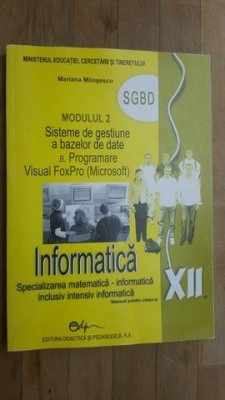 MINISTERUL EDUCAȚIEI, CERCETĂRII ȘI TINERETULUI
Mariana Miloșescu
SGBD
MODULUL 2
Sisteme de gestiune
a bazelor de date
B. Programare
Visual FoxPro (Microsoft)
Informatică
XII
Specializarea matematică - informatică
inclusiv intensiv informatică
Manual pentru clasa a
EDITURA DIDACTICĂ ȘI PEDAGOGICĂ, R.A.